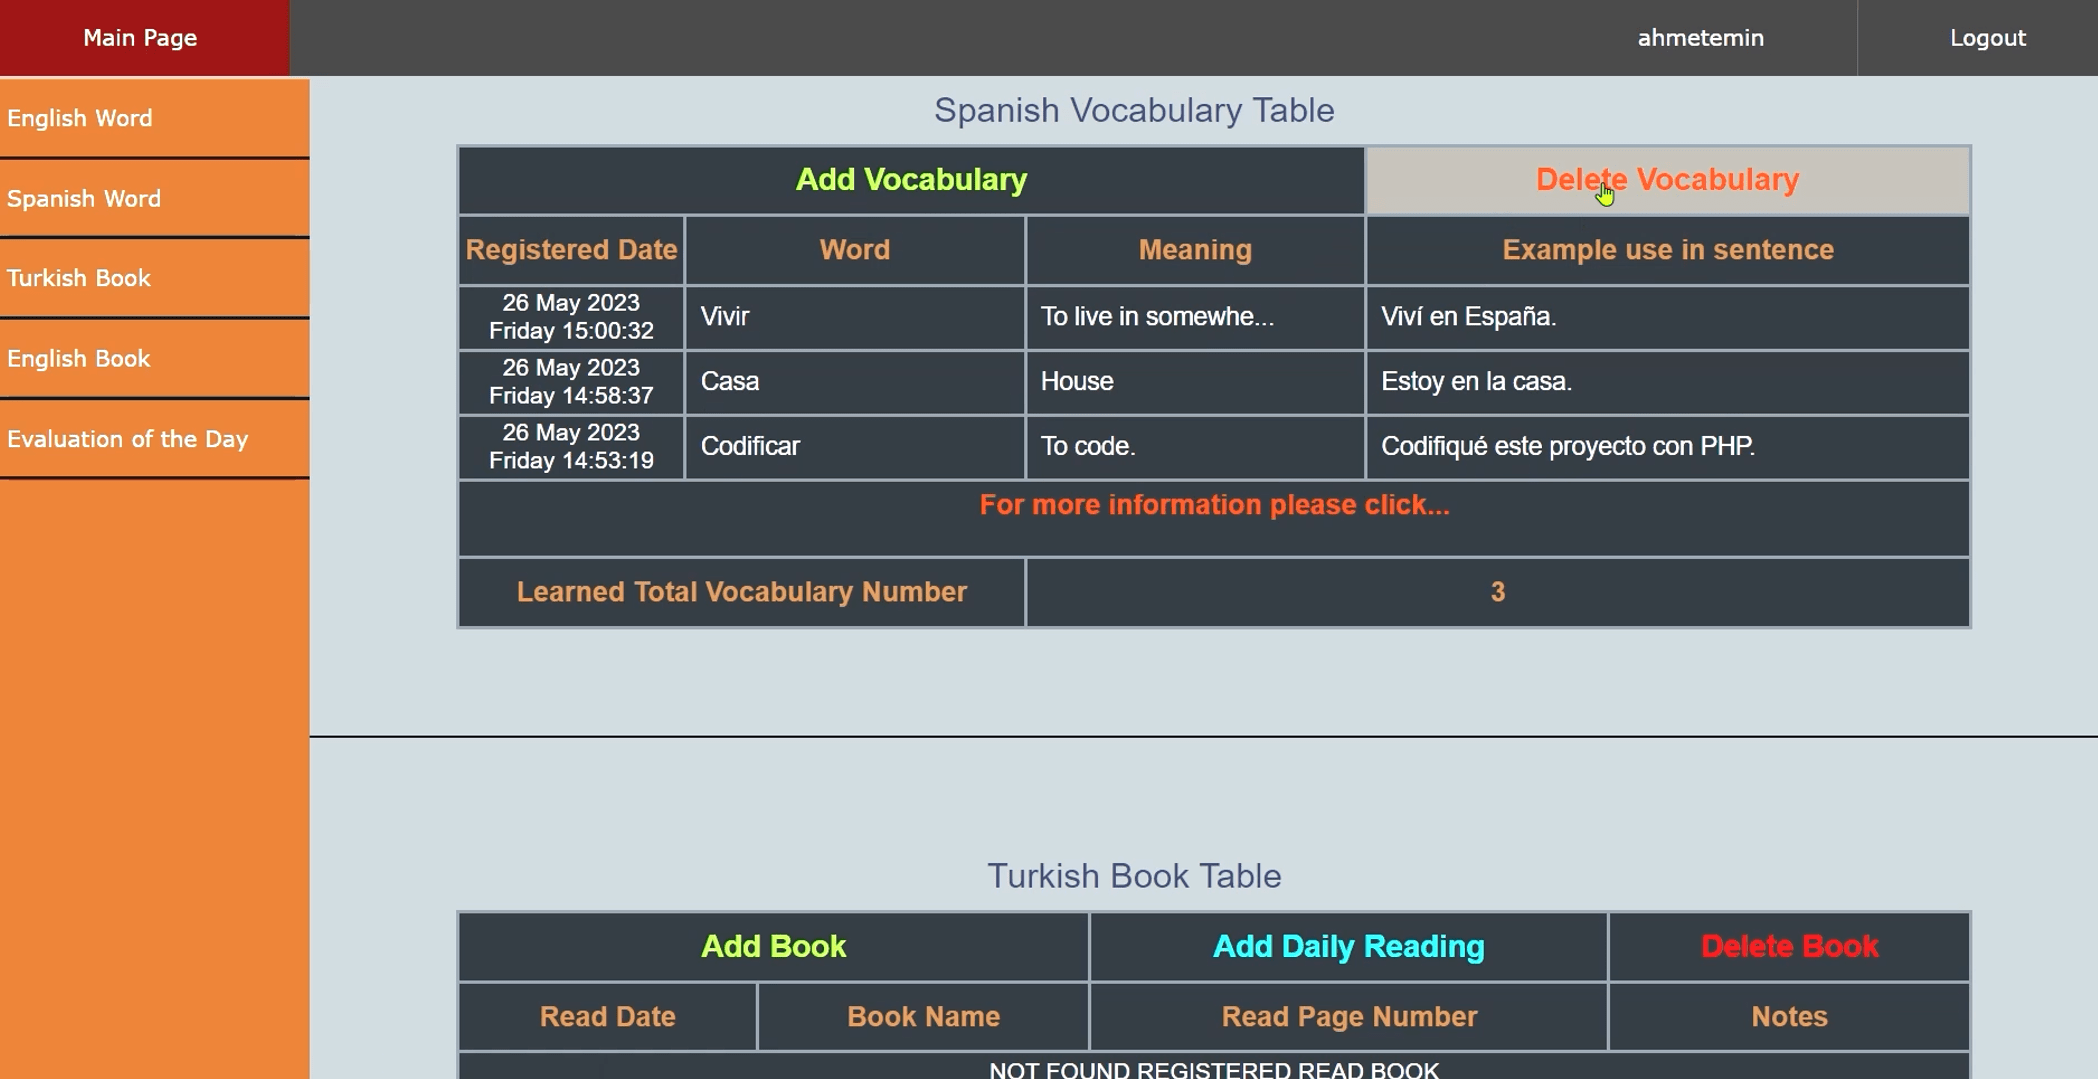 Main Page
ahmetemin
Logout
English Word
Spanish Word
Turkish Book
English Book
Evaluation of the Day
Spanish Vocabulary Table
Add Vocabulary
Delete Vocabulary
Registered Date
Word
Meaning
Example use in sentence
26 May 2023
Friday 15:00:32
Vivir
To live in somewhe...
Viví en España.
26 May 2023
Friday 14:58:37
Casa
House
Estoy en la casa.
26 May 2023
Friday 14:53:19
Codificar
To code.
Codifiqué este proyecto con PHP.
For more information please click...
Learned Total Vocabulary Number
3
Turkish Book Table
Add Book
Add Daily Reading
Delete Book
Read Date
Book Name
Read Page Number
Notes
NOT FOUND REGISTERED READ BOOK